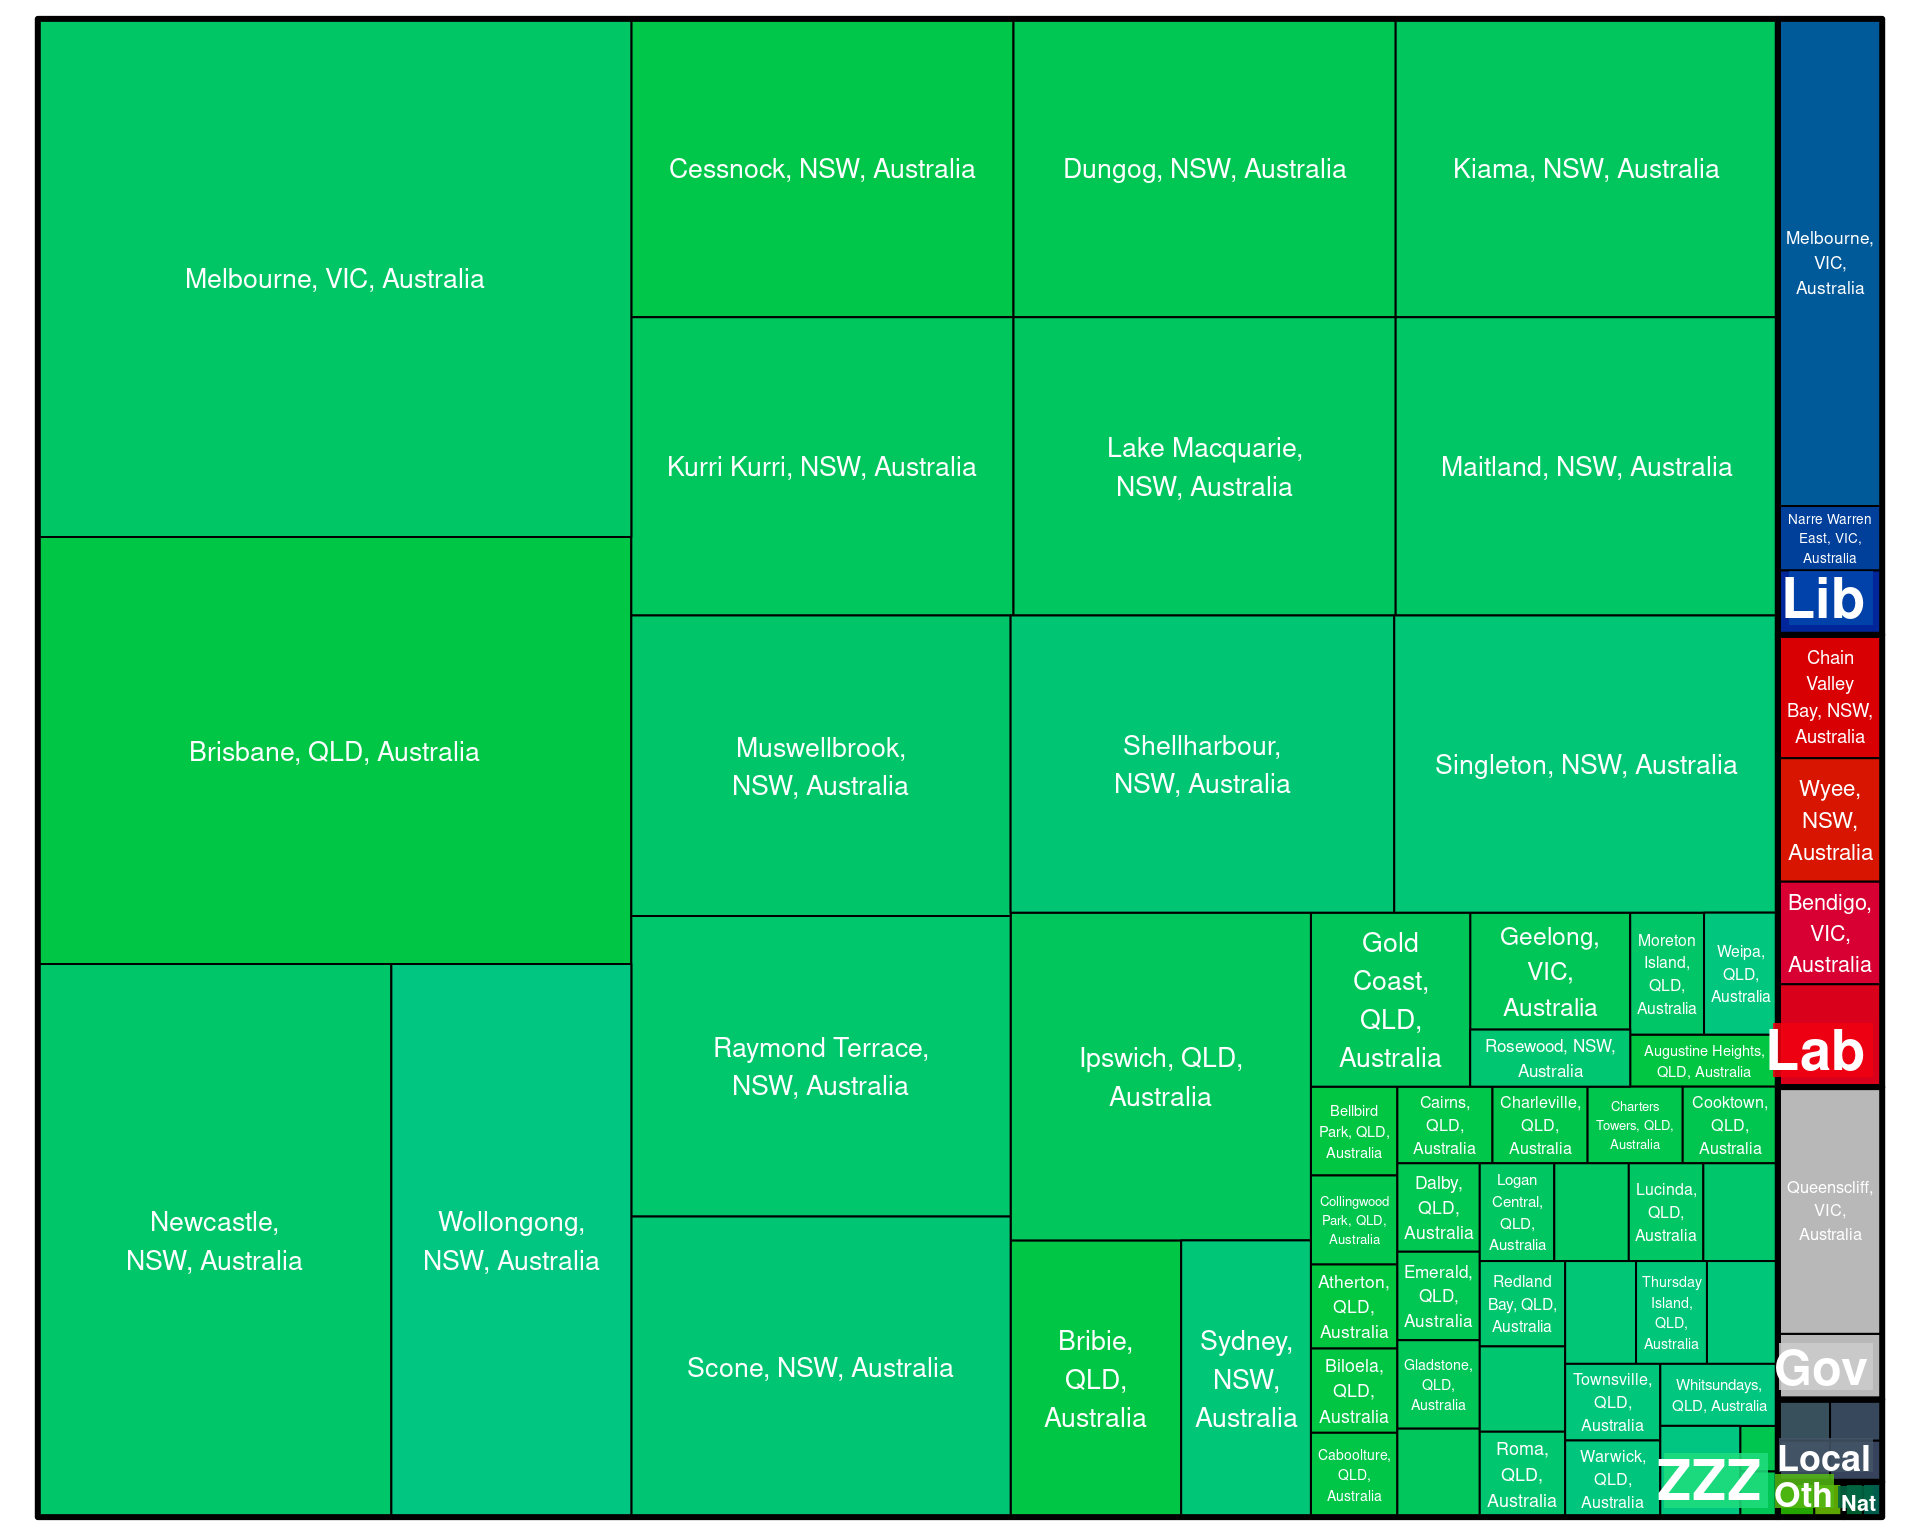 Melbourne, VIC, Australia
Brisbane, QLD, Australia
Newcastle,
NSW, Australia
Wollongong,
NSW, Australia
Cessnock, NSW, Australia
Dungog, NSW, Australia
Kiama, NSW, Australia
Kurri Kurri, NSW, Australia
Lake Macquarie,
NSW, Australia
Maitland, NSW, Australia
Muswellbrook,
NSW, Australia
Shellharbour,
NSW, Australia
Singleton, NSW, Australia
Raymond Terrace,
NSW, Australia
Scone, NSW, Australia
Ipswich, QLD,
Australia
Bribie,
QLD,
Australia
Sydney,
NSW,
Australia
Gold
Coast,
QLD,
Australia
Geelong,
VIC,
Australia
Rosewood, NSW,
Australia
Moreton
Island,
QLD,
Australia
Weipa,
QLD,
Australia
Augustine Heights,
QLD, Australia
Bellbird
Park, QLD,
Australia
Collingwood
Park, QLD,
Australia
Atherton,
QLD,
Australia
Biloela,
QLD,
Australia
Caboolture,
QLD,
Australia
Cairns,
QLD,
Australia
Charleville,
QLD,
Australia
Charters
Towers, QLD,
Australia
Cooktown,
QLD,
Australia
Dalby,
QLD,
Australia
Emerald,
QLD,
Australia
Gladstone,
QLD,
Australia
Logan
Central,
QLD,
Australia
Lucinda,
QLD,
Australia
Redland
Bay, QLD,
Australia
Thursday
Island,
QLD,
Australia
Roma,
QLD,
Australia
Townsville,
QLD,
Australia
Whitsundays,
QLD, Australia
Warwick,
QLD,
Australia
ZZZ
Melbourne,
VIC,
Australia
Narre Warren
East, VIC,
Australia
Lib
Chain
Valley
Bay, NSW,
Australia
Wyee,
NSW,
Australia
Bendigo,
VIC,
Australia
Lab
Queenscliff,
VIC,
Australia
Gov
Local
Oth
Nat